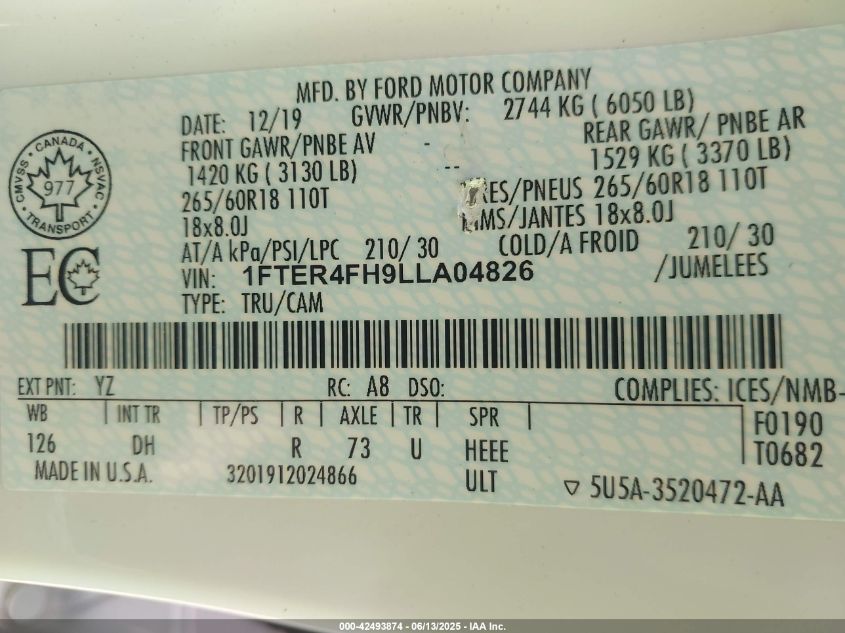 MFD. BY FORD MOTOR COMPANY
DATE: 12/19 GVWR/PNBV: 2744 KG ( 6050 LB)
FRONT GAWR/PNBE AV - REAR GAWR/ PNBE AR
1420 KG ( 3130 LB) -- 1529 KG ( 3370 LB)
265/60R18 110T /PNEUS 265/60R18 110T
18x8.0J /JANTES 18x8.0J
AT/A kPa/PSI/LPC 210/ 30 COLD/A FROID 210/ 30
VIN: 1FTER4FH9LLA04826 /JUMELEES
TYPE: TRU/CAM
CANADA
CMVSS NSVAC
977
TRANSPORT
EC
EXT PNT: YZ RC: A8 DSO: COMPLIES: ICES/NMB-
WB | INT TR | TP/PS | R | AXLE | TR | SPR | F0190
126 DH R 73 U HEEE T0682
MADE IN U.S.A. 3201912024866 ULT ▽ 5U5A-3520472-AA
000-42493874 - 06/13/2025 - IAA Inc.